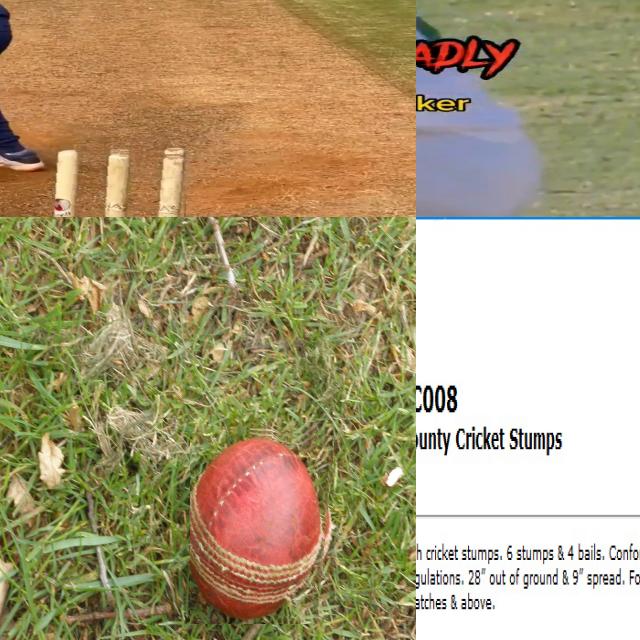 ADLY
ker
C008
ounty Cricket Stumps
h cricket stumps. 6 stumps & 4 bails. Confo
gulations. 28" out of ground & 9" spread. Fo
atches & above.